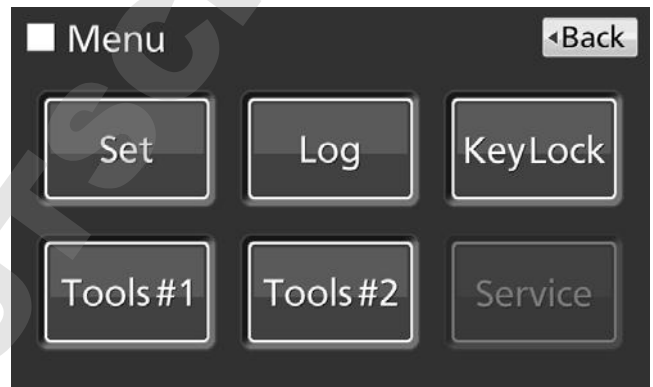 Menu
◂Back
Set
Log
KeyLock
Tools#1
Tools#2
Service